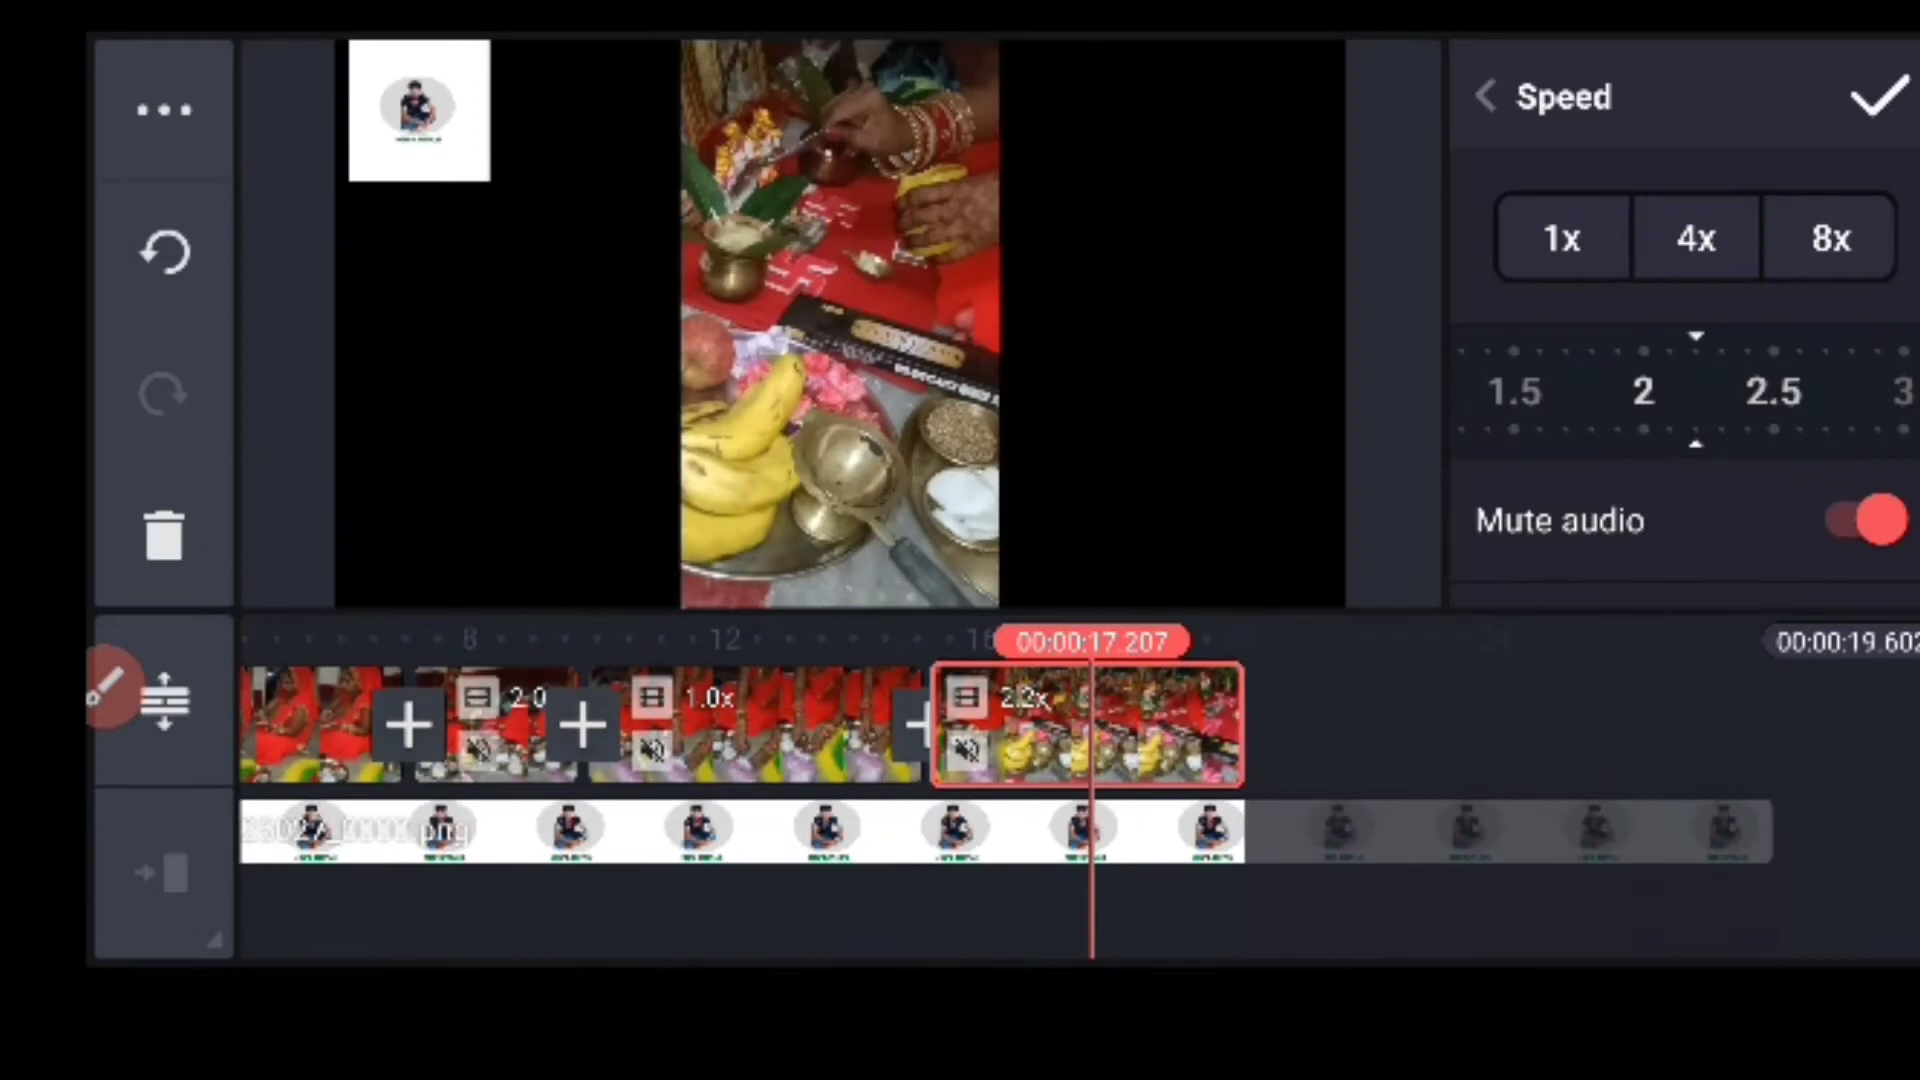 Speed
1x 4x 8x
1.5 2 2.5 3
Mute audio
8 12 16 00:00:17.207 24 00:00:19.602
2.0 1.0x 2.2x